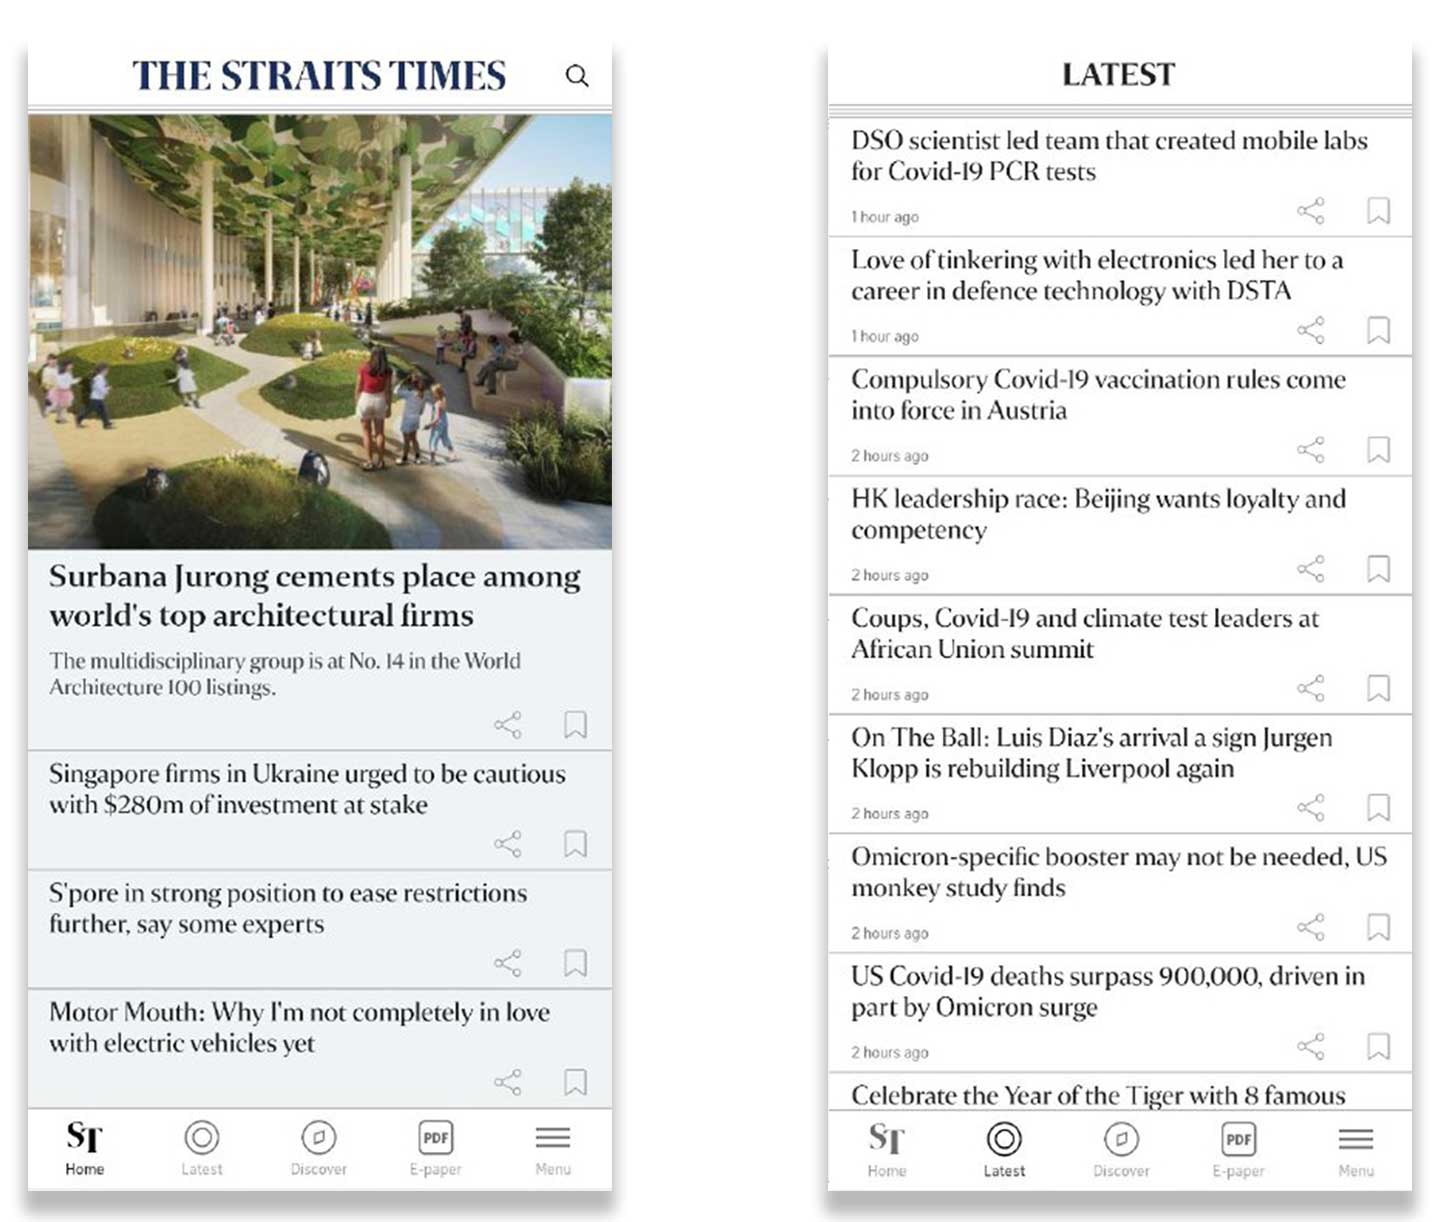 THE STRAITS TIMES
Surbana Jurong cements place among
world's top architectural firms
The multidisciplinary group is at No. 14 in the World
Architecture 100 listings.
Singapore firms in Ukraine urged to be cautious
with $280m of investment at stake
S'pore in strong position to ease restrictions
further, say some experts
Motor Mouth: Why I'm not completely in love
with electric vehicles yet
ST
PDF
Home
Latest
Discover
E-paper
Menu
LATEST
DSO scientist led team that created mobile labs
for Covid-19 PCR tests
1 hour ago
Love of tinkering with electronics led her to a
career in defence technology with DSTA
1 hour ago
Compulsory Covid-19 vaccination rules come
into force in Austria
2 hours ago
HK leadership race: Beijing wants loyalty and
competency
2 hours ago
Coups, Covid-19 and climate test leaders at
African Union summit
2 hours ago
On The Ball: Luis Diaz's arrival a sign Jurgen
Klopp is rebuilding Liverpool again
2 hours ago
Omicron-specific booster may not be needed, US
monkey study finds
2 hours ago
US Covid-19 deaths surpass 900,000, driven in
part by Omicron surge
2 hours ago
Celebrate the Year of the Tiger with 8 famous
ST
PDF
Home
Latest
Discover
E-paper
Menu